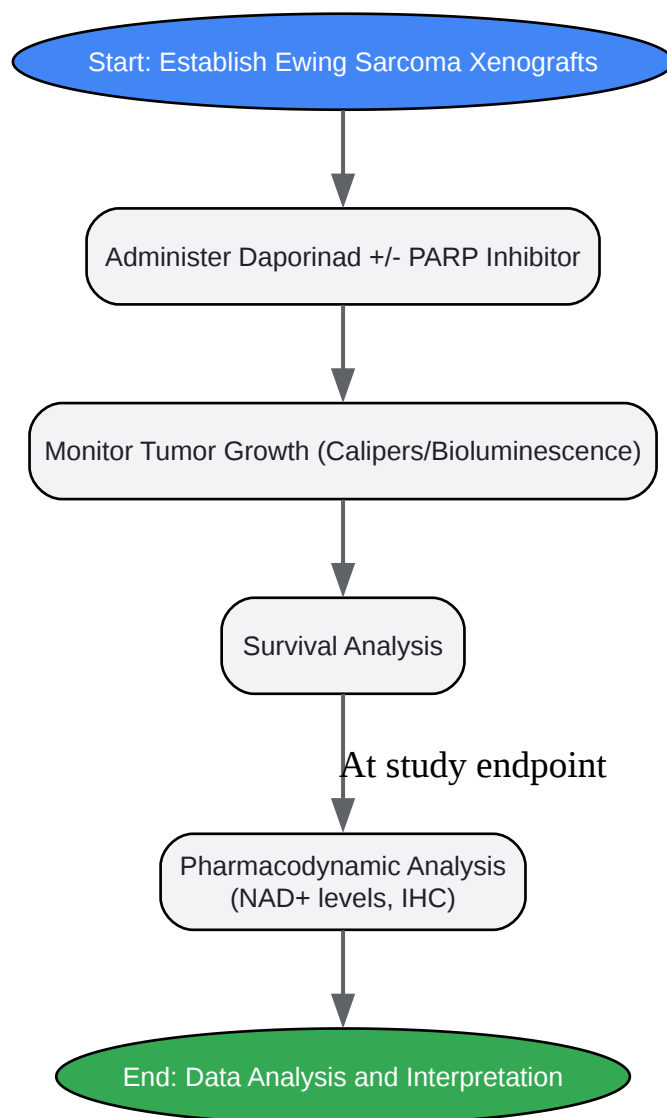 Start: Establish Ewing Sarcoma Xenografts
Administer Daporinad +/- PARP Inhibitor
Monitor Tumor Growth (Calipers/Bioluminescence)
Survival Analysis
At study endpoint
Pharmacodynamic Analysis
(NAD+ levels, IHC)
End: Data Analysis and Interpretation